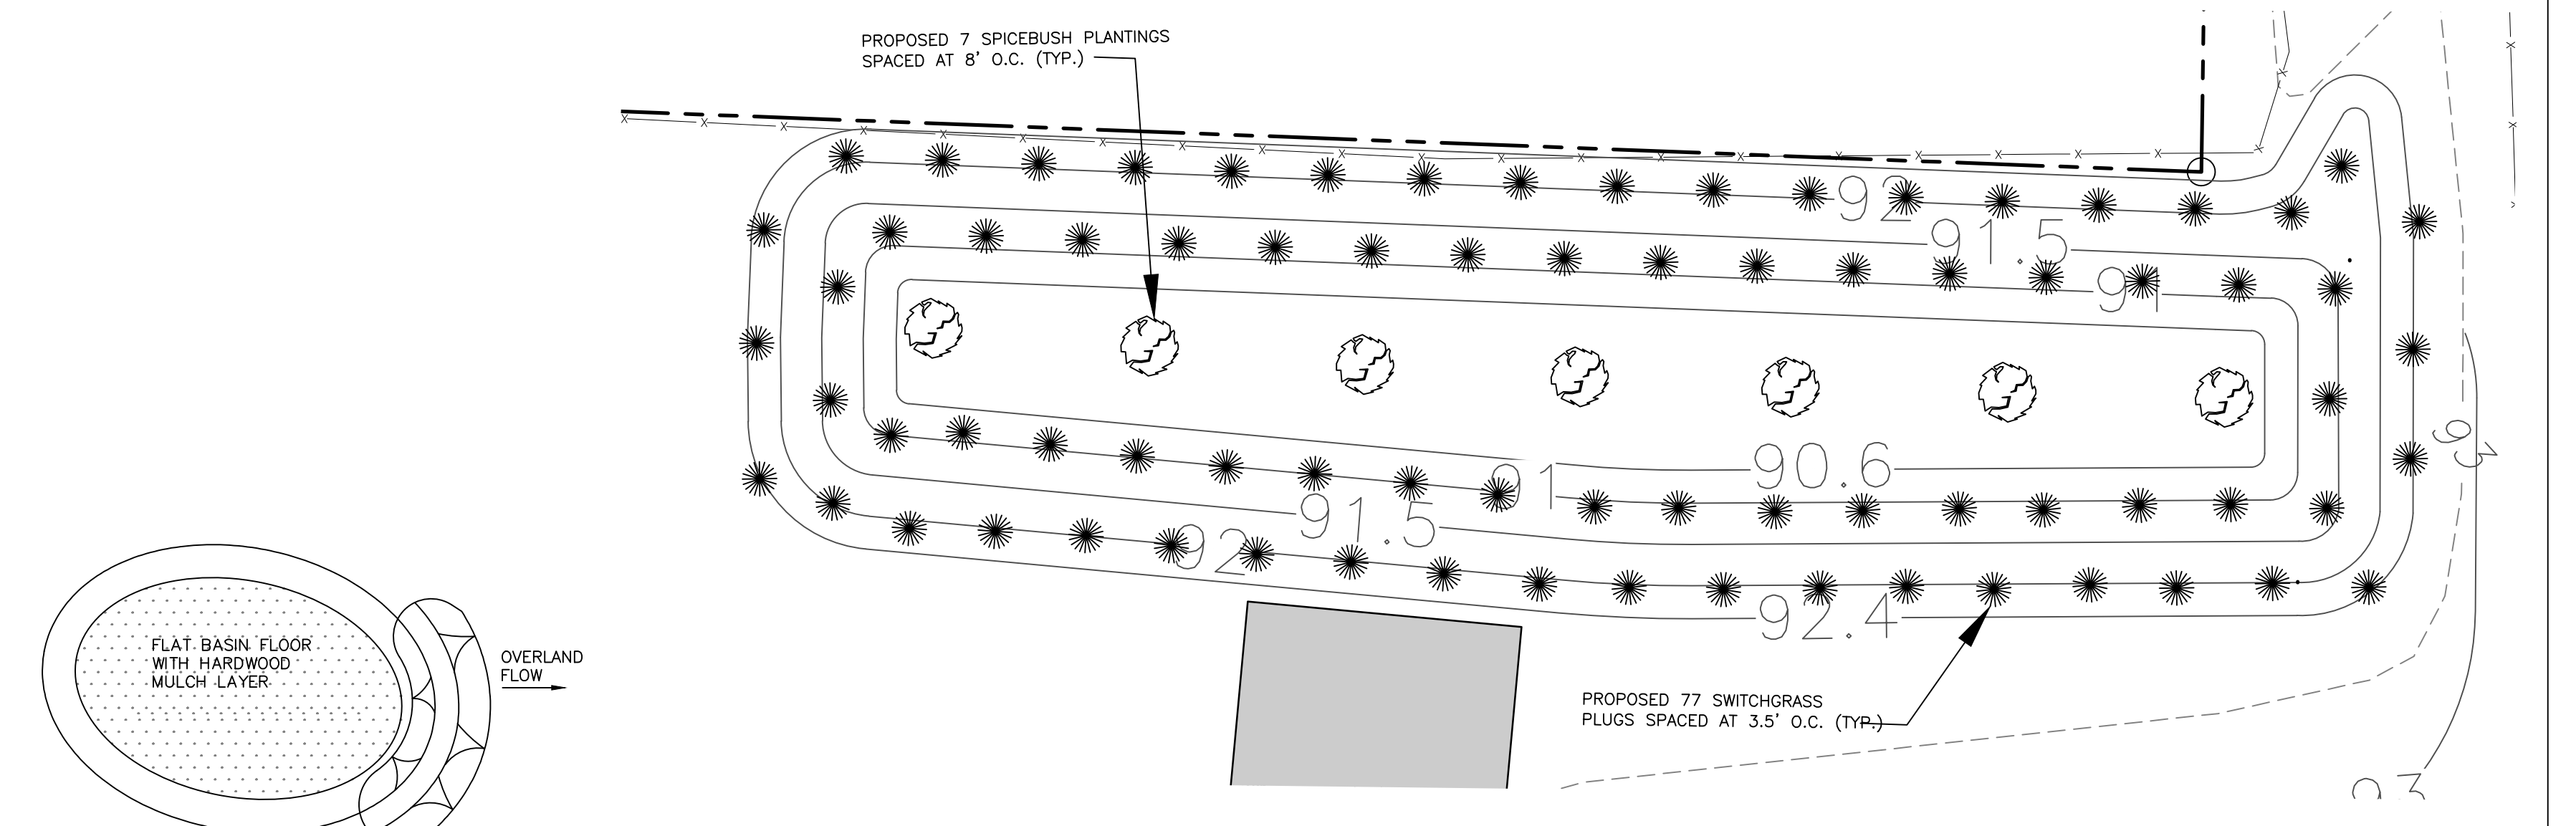 PROPOSED 7 SPICEBUSH PLANTINGS
SPACED AT 8' O.C. (TYP.)
92
91.5
91
90.6
91
91.5
92
92.4
93
FLAT BASIN FLOOR
WITH HARDWOOD
MULCH LAYER
OVERLAND
FLOW
PROPOSED 77 SWITCHGRASS
PLUGS SPACED AT 3.5' O.C. (TYP.)